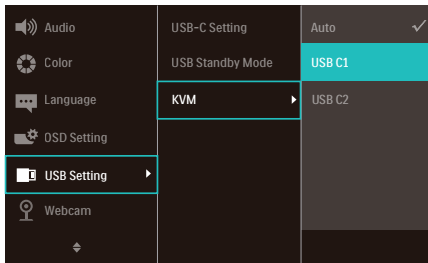 Audio
Color
Language
OSD Setting
USB Setting
Webcam
USB-C Setting
USB Standby Mode
KVM
Auto
USB C1
USB C2